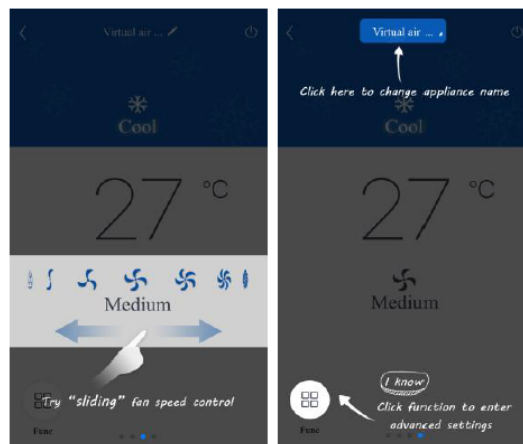 Virtual air ...
Cool
27 °C
Medium
Try "sliding" fan speed control
Func
Virtual air ...
Click here to change appliance name
Cool
27 °C
Medium
I know
Click function to enter
advanced settings
Func